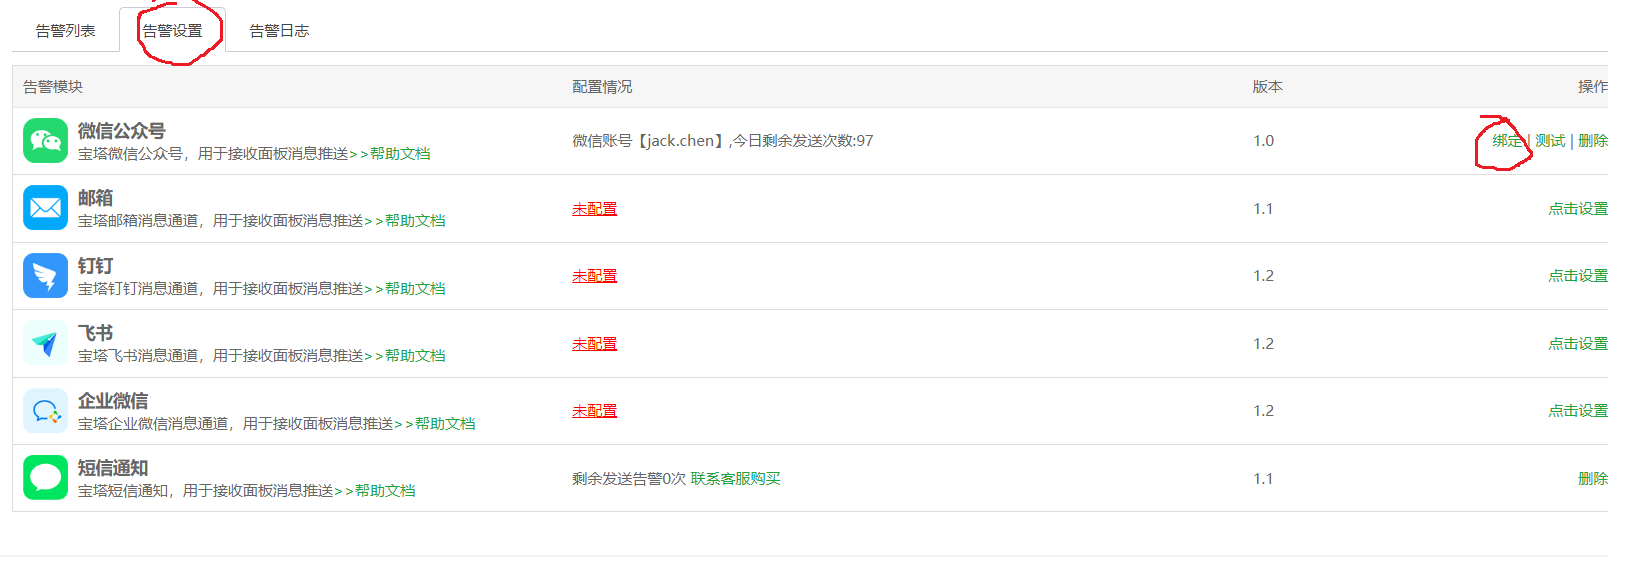 告警列表 告警设置 告警日志
告警模块 配置情况 版本 操作
微信公众号
宝塔微信公众号，用于接收面板消息推送>>帮助文档 微信账号【jack.chen】,今日剩余发送次数:97 1.0 绑定 | 测试 | 删除
邮箱
宝塔邮箱消息通道，用于接收面板消息推送>>帮助文档 未配置 1.1 点击设置
钉钉
宝塔钉钉消息通道，用于接收面板消息推送>>帮助文档 未配置 1.2 点击设置
飞书
宝塔飞书消息通道，用于接收面板消息推送>>帮助文档 未配置 1.2 点击设置
企业微信
宝塔企业微信消息通道，用于接收面板消息推送>>帮助文档 未配置 1.2 点击设置
短信通知
宝塔短信通知，用于接收面板消息推送>>帮助文档 剩余发送告警0次 联系客服购买 1.1 删除